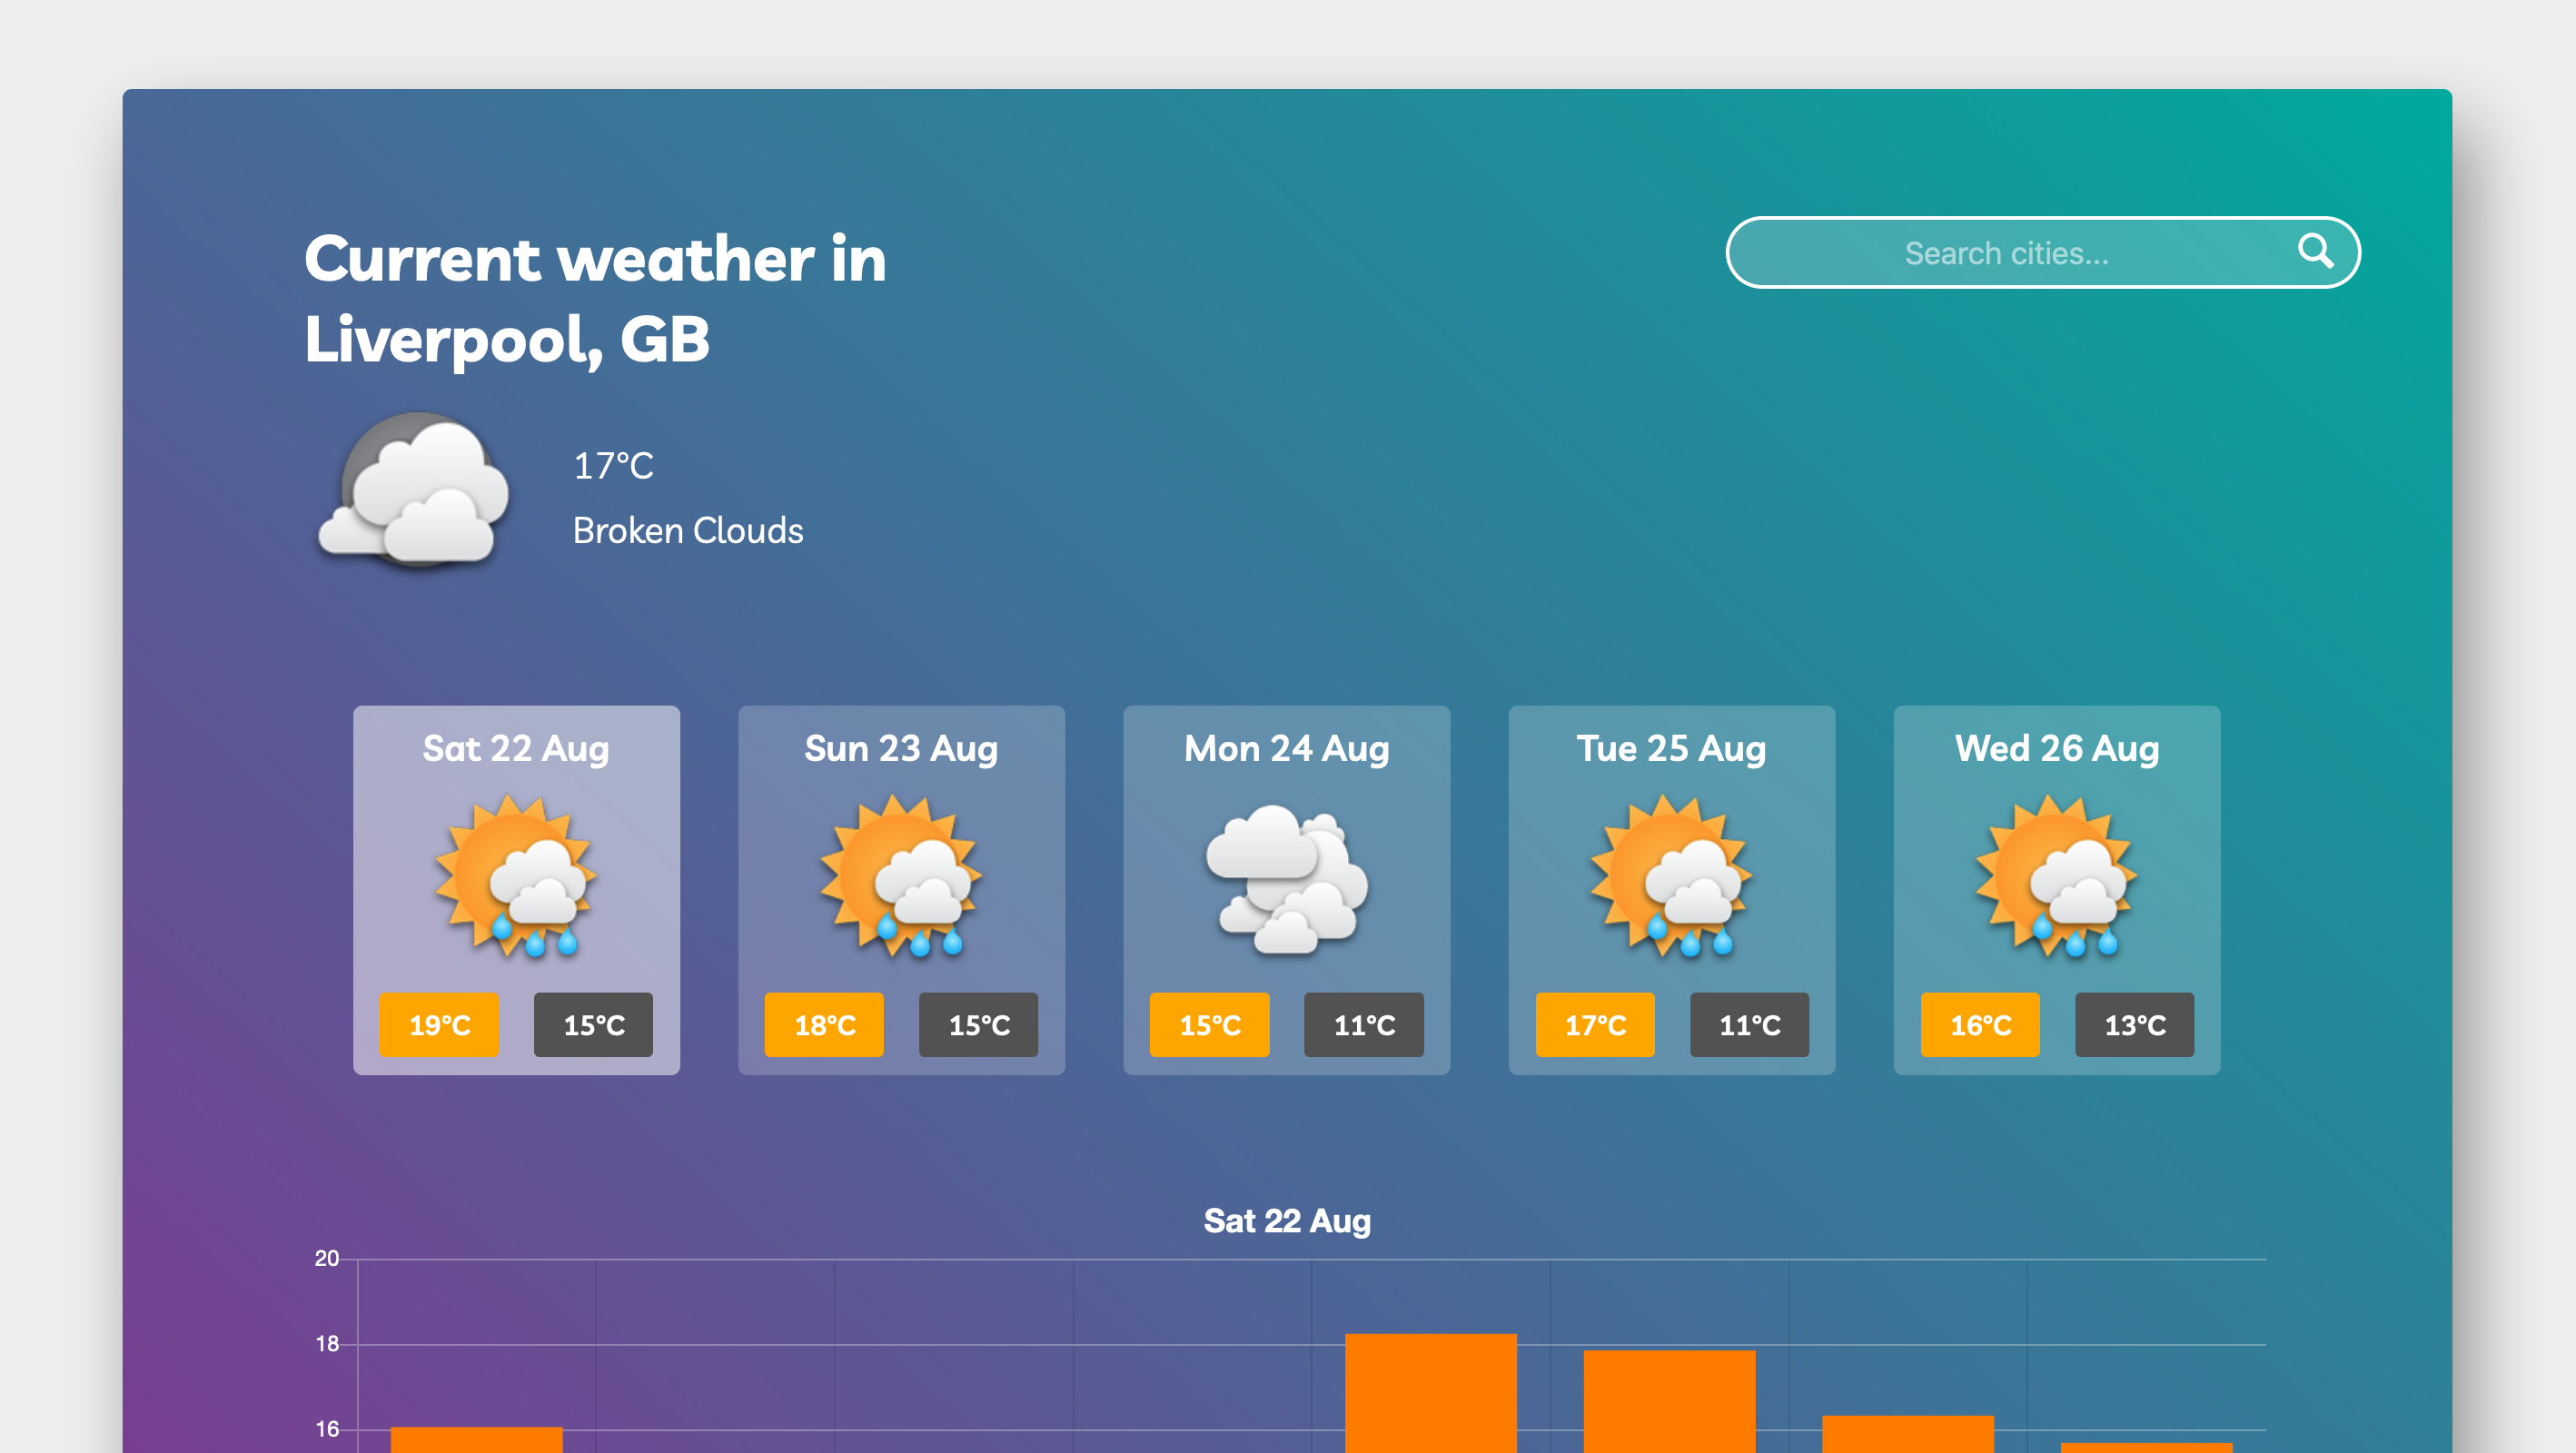 Current weather in
Liverpool, GB
Search cities...
17°C
Broken Clouds
Sat 22 Aug
19°C 15°C
Sun 23 Aug
18°C 15°C
Mon 24 Aug
15°C 11°C
Tue 25 Aug
17°C 11°C
Wed 26 Aug
16°C 13°C
Sat 22 Aug
20
18
16